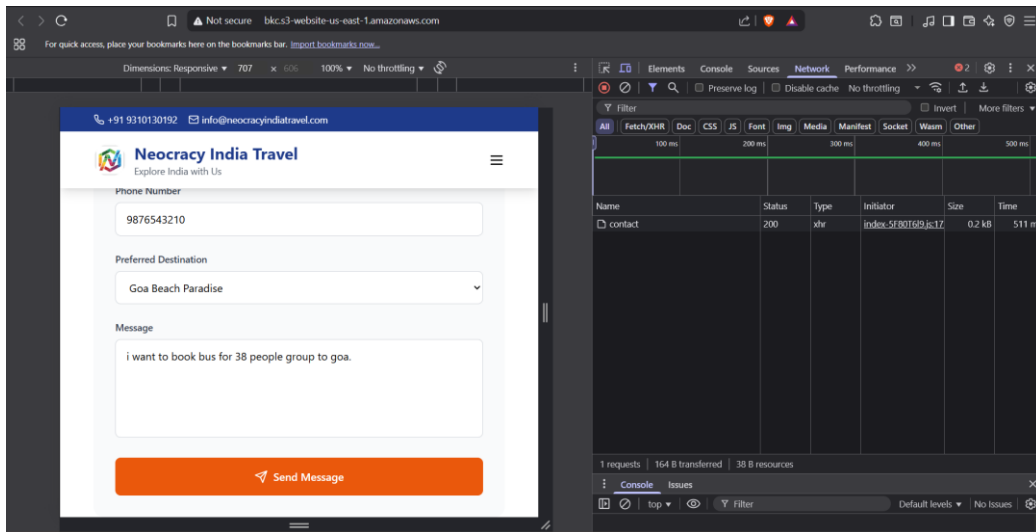 Not secure bkc.s3-website-us-east-1.amazonaws.com
For quick access, place your bookmarks here on the bookmarks bar. Import bookmarks now...
Dimensions: Responsive 707 x 606 100% No throttling
+91 9310130192 info@neocracyindiatravel.com
Neocracy India Travel
Explore India with Us
Phone Number
9876543210
Preferred Destination
Goa Beach Paradise
Message
i want to book bus for 38 people group to goa.
Send Message
Elements Console Sources Network Performance 2
Preserve log Disable cache No throttling
Filter Invert More filters
All Fetch/XHR Doc CSS JS Font Img Media Manifest Socket Wasm Other
100 ms 200 ms 300 ms 400 ms 500 ms
Name Status Type Initiator Size Time
contact 200 xhr index-5F80T6l9.js:17 0.2 kB 511 m
1 requests 164 B transferred 38 B resources
Console Issues
top Filter Default levels No Issues